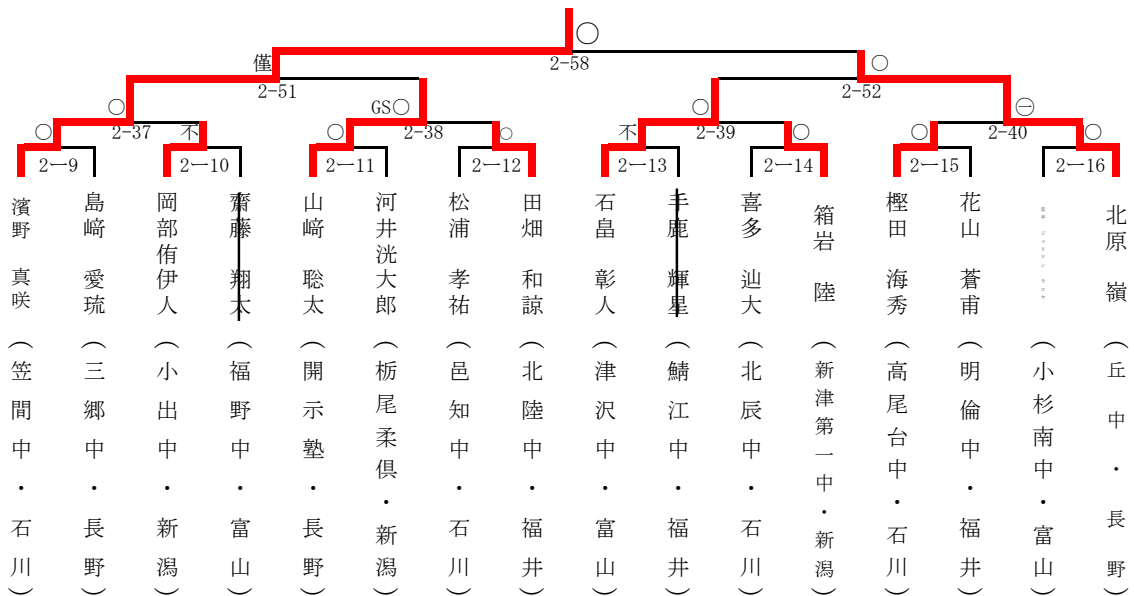 ○
僅
2-58
○
2-51
2-52
○
GS○
○
㊀
○
2-37
不
○
2-38
○
不
2-39
○
○
2-40
○
2一9
2一10
2一11
2一12
2一13
2一14
2一15
2一16
濱野 真咲(笠間中・石川)
島﨑 愛琉(三郷中・長野)
岡部侑伊人(小出中・新潟)
齋藤 翔太(福野中・富山)
山﨑 聡太(開示塾・長野)
河井洸大郎(栃尾柔倶・新潟)
松浦 孝祐(邑知中・石川)
田畑 和諒(北陸中・福井)
石畠 彰人(津沢中・富山)
手鹿 輝星(鯖江中・福井)
喜多 辿大(北辰中・石川)
箱岩 陸(新津第一中・新潟)
樫田 海秀(高尾台中・石川)
花山 蒼甫(明倫中・福井)
(小杉南中・富山)
北原 嶺(丘中・長野)